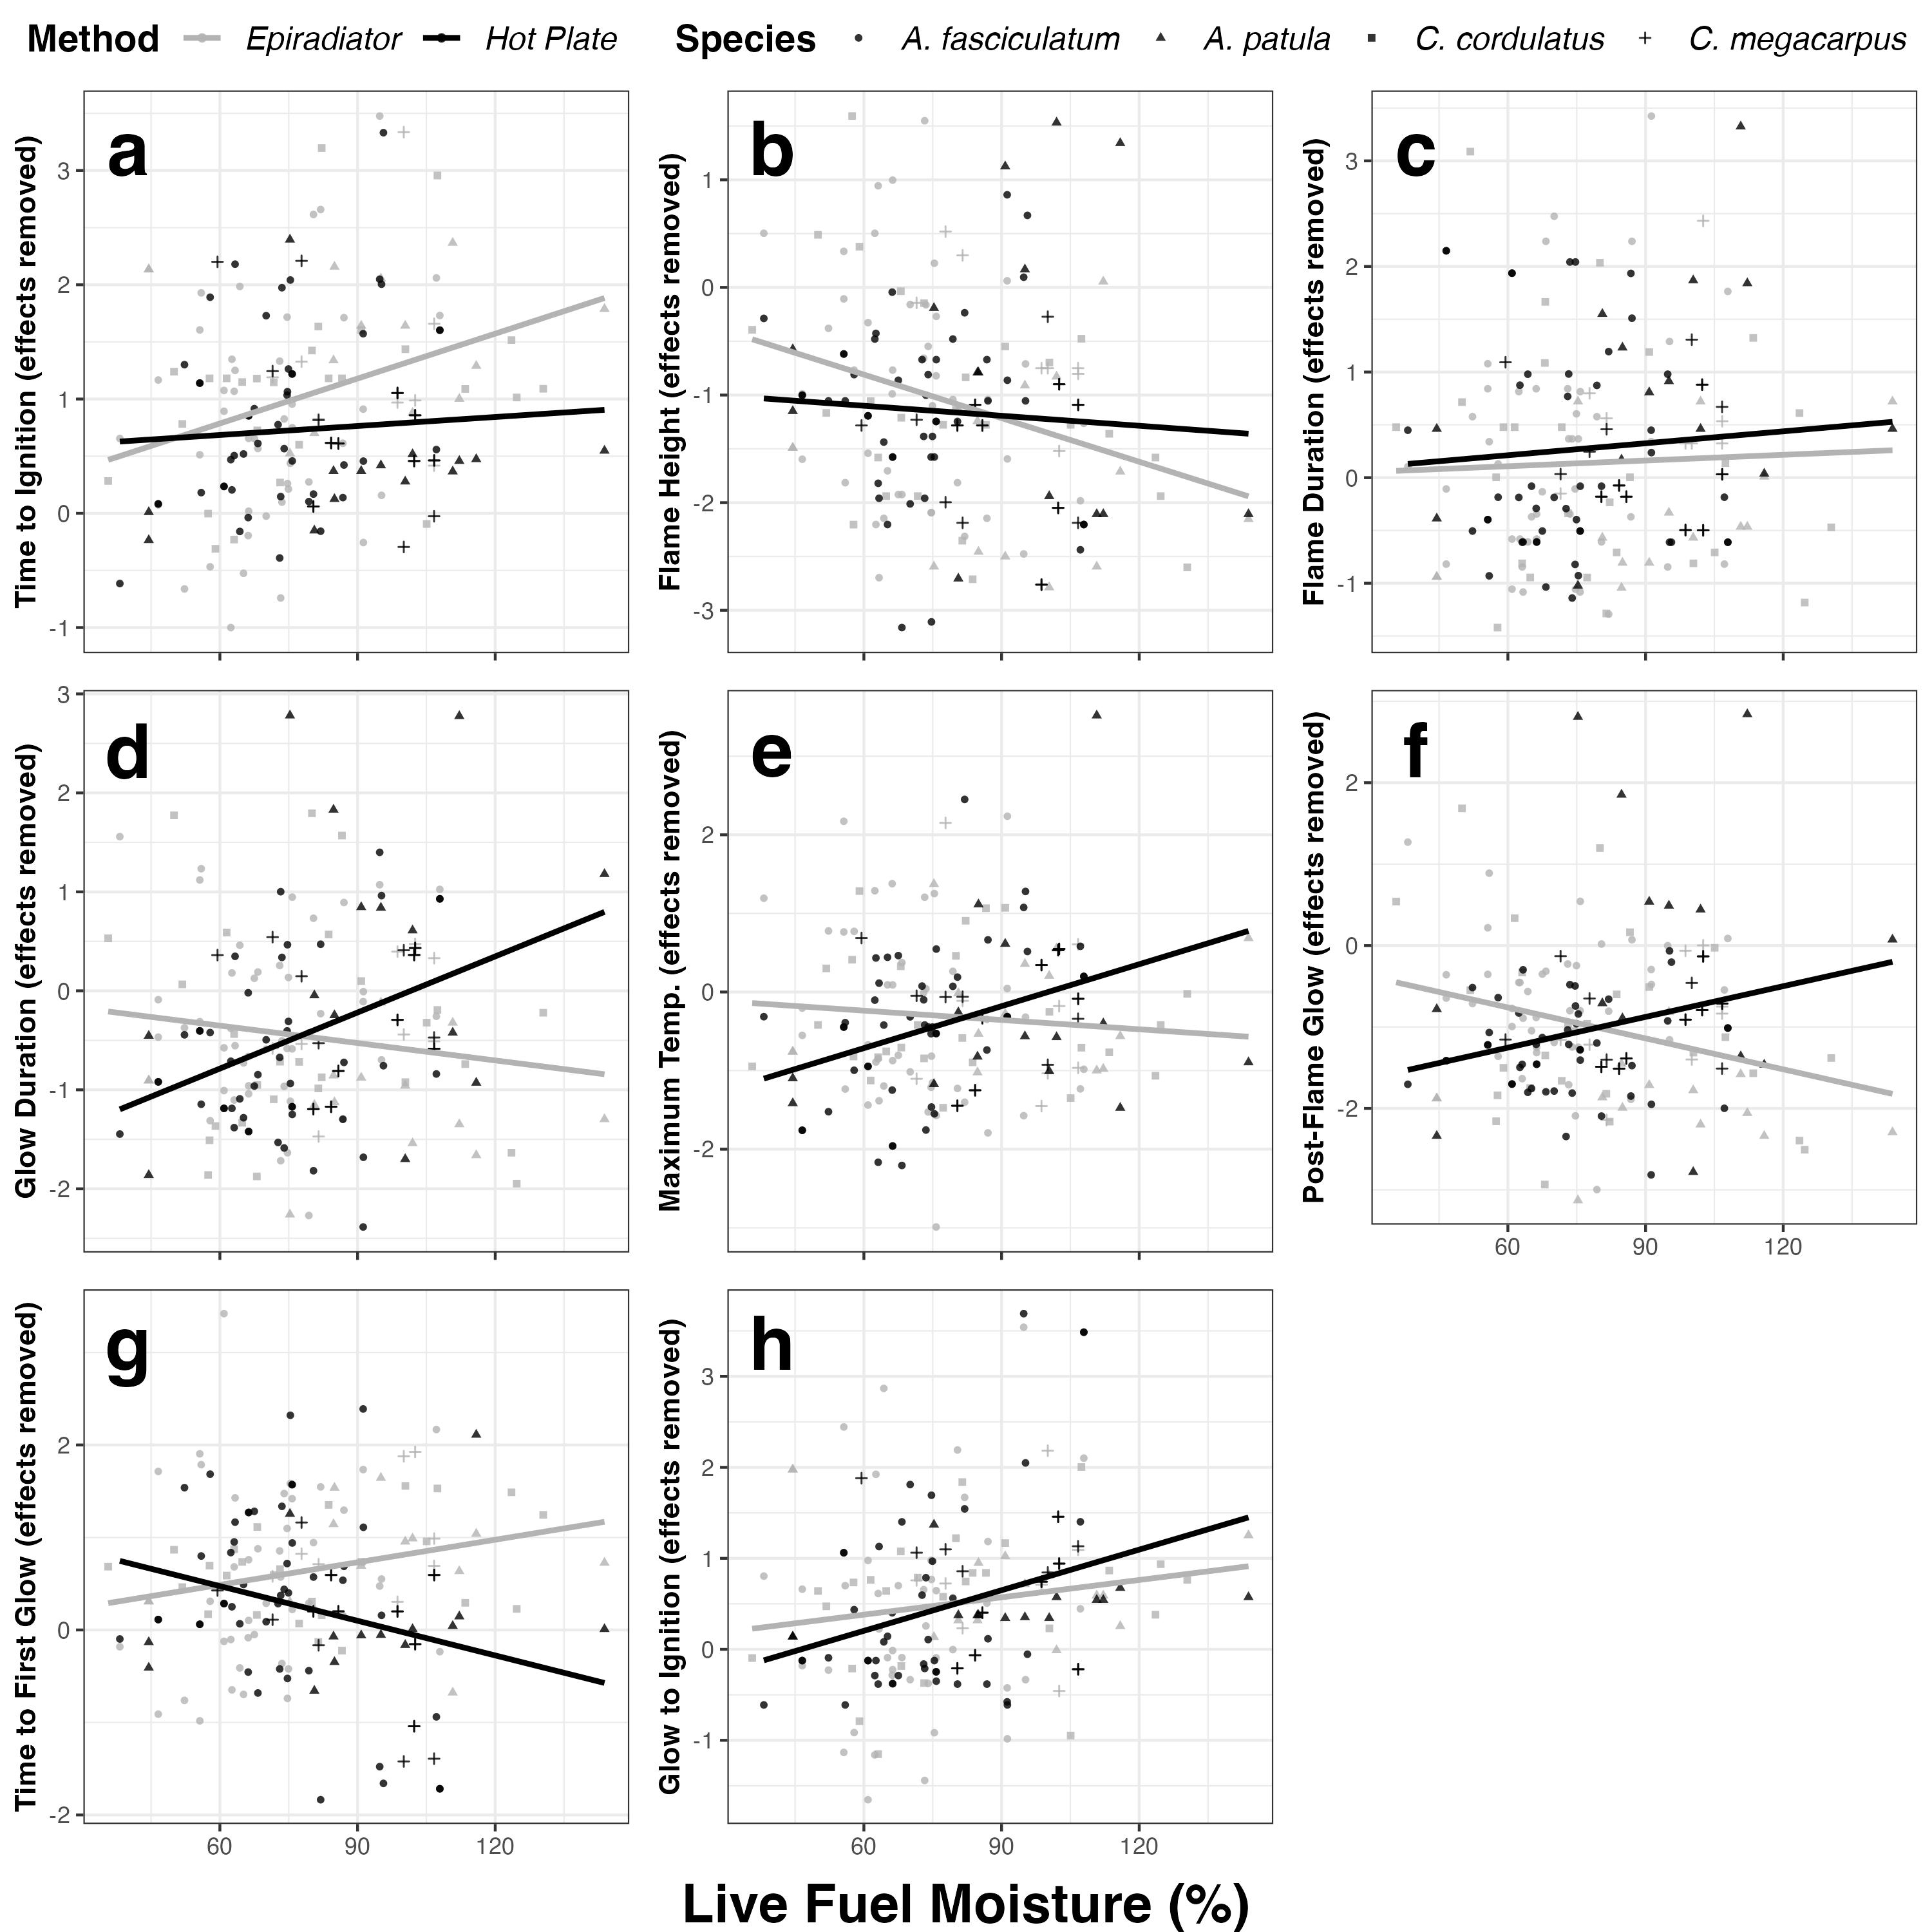 Method Epiradiator Hot Plate Species A. fasciculatum A. patula C. cordulatus C. megacarpus
a
Time to Ignition (effects removed)
3
2
1
0
-1
b
Flame Height (effects removed)
1
0
-1
-2
-3
c
Flame Duration (effects removed)
3
2
1
0
-1
d
Glow Duration (effects removed)
3
2
1
0
-1
-2
e
Maximum Temp. (effects removed)
2
0
-2
f
Post-Flame Glow (effects removed)
2
0
-2
60 90 120
g
Time to First Glow (effects removed)
2
0
-2
60 90 120
h
Glow to Ignition (effects removed)
3
2
1
0
-1
60 90 120
Live Fuel Moisture (%)